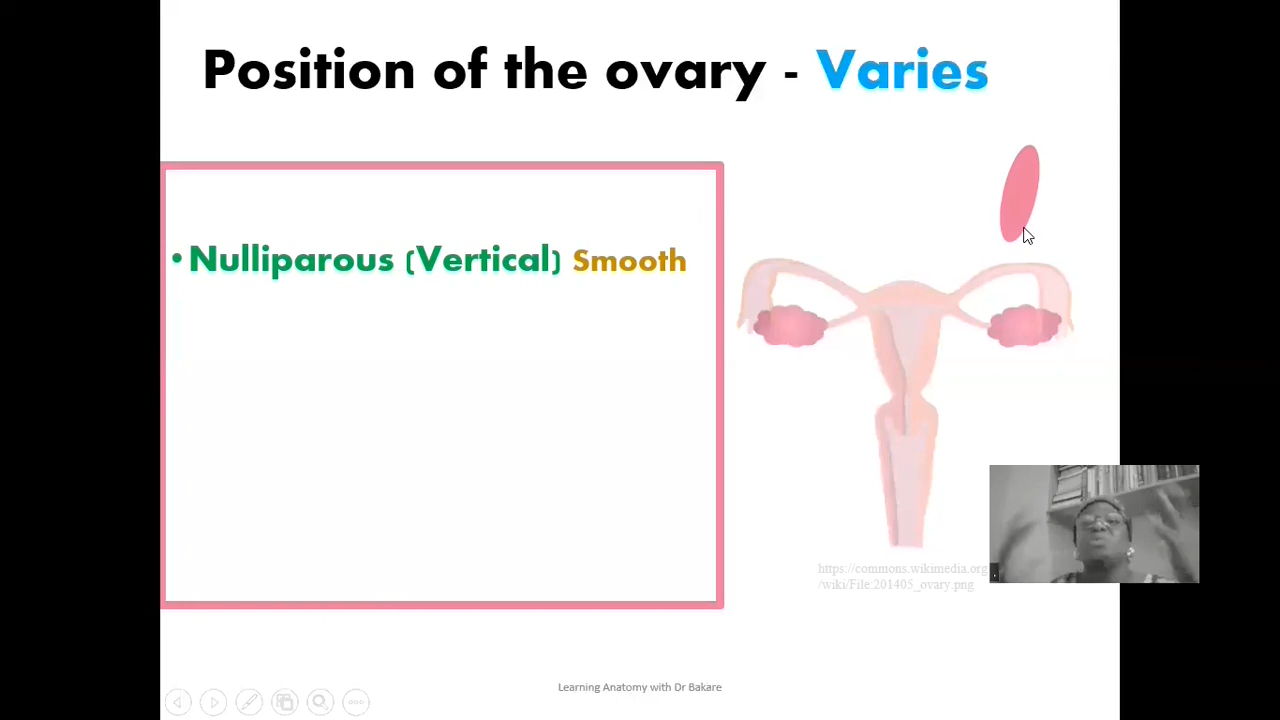 Position of the ovary - Varies
• Nulliparous (Vertical) Smooth
https://commons.wikimedia.org
/wiki/File:201405_ovary.png
Learning Anatomy with Dr Bakare